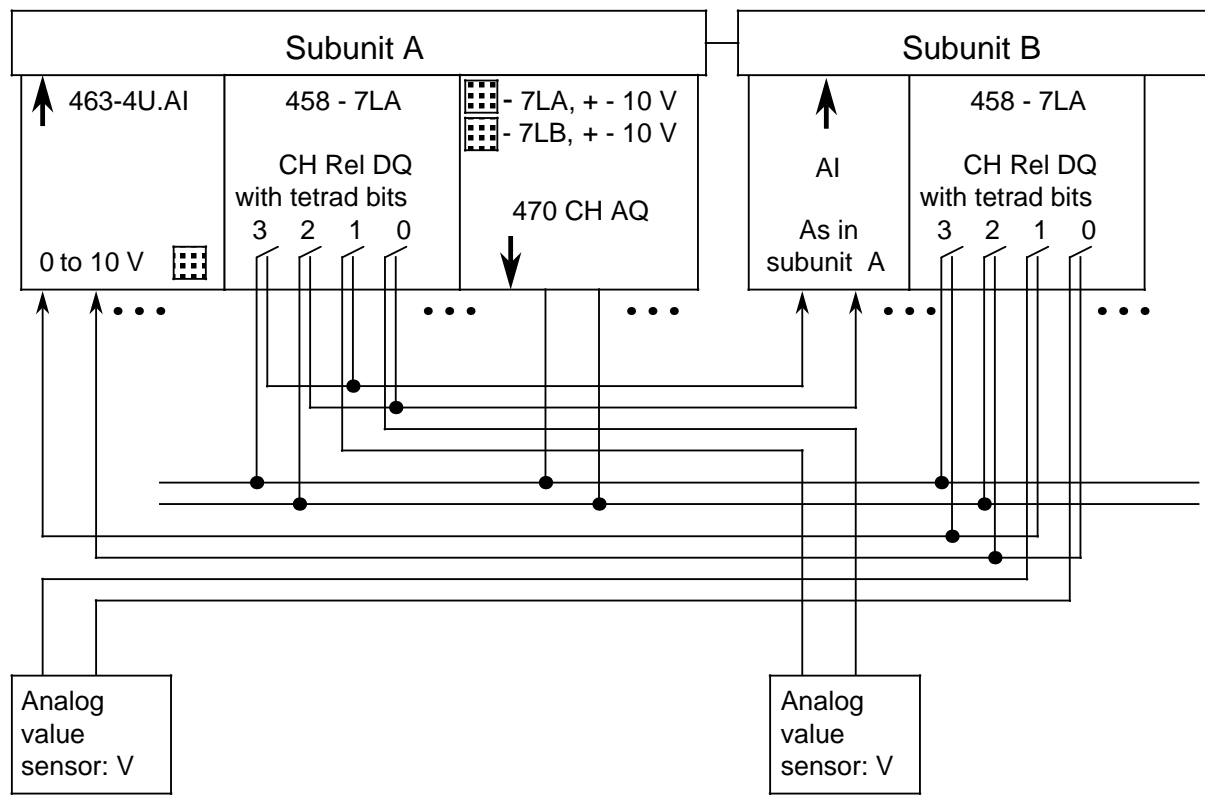 Subunit A
Subunit B
463-4U.AI
0 to 10 V
458 - 7LA
CH Rel DQ
with tetrad bits
3 2 1 0
- 7LA, + - 10 V
- 7LB, + - 10 V
470 CH AQ
AI
As in
subunit A
458 - 7LA
CH Rel DQ
with tetrad bits
3 2 1 0
Analog
value
sensor: V
Analog
value
sensor: V